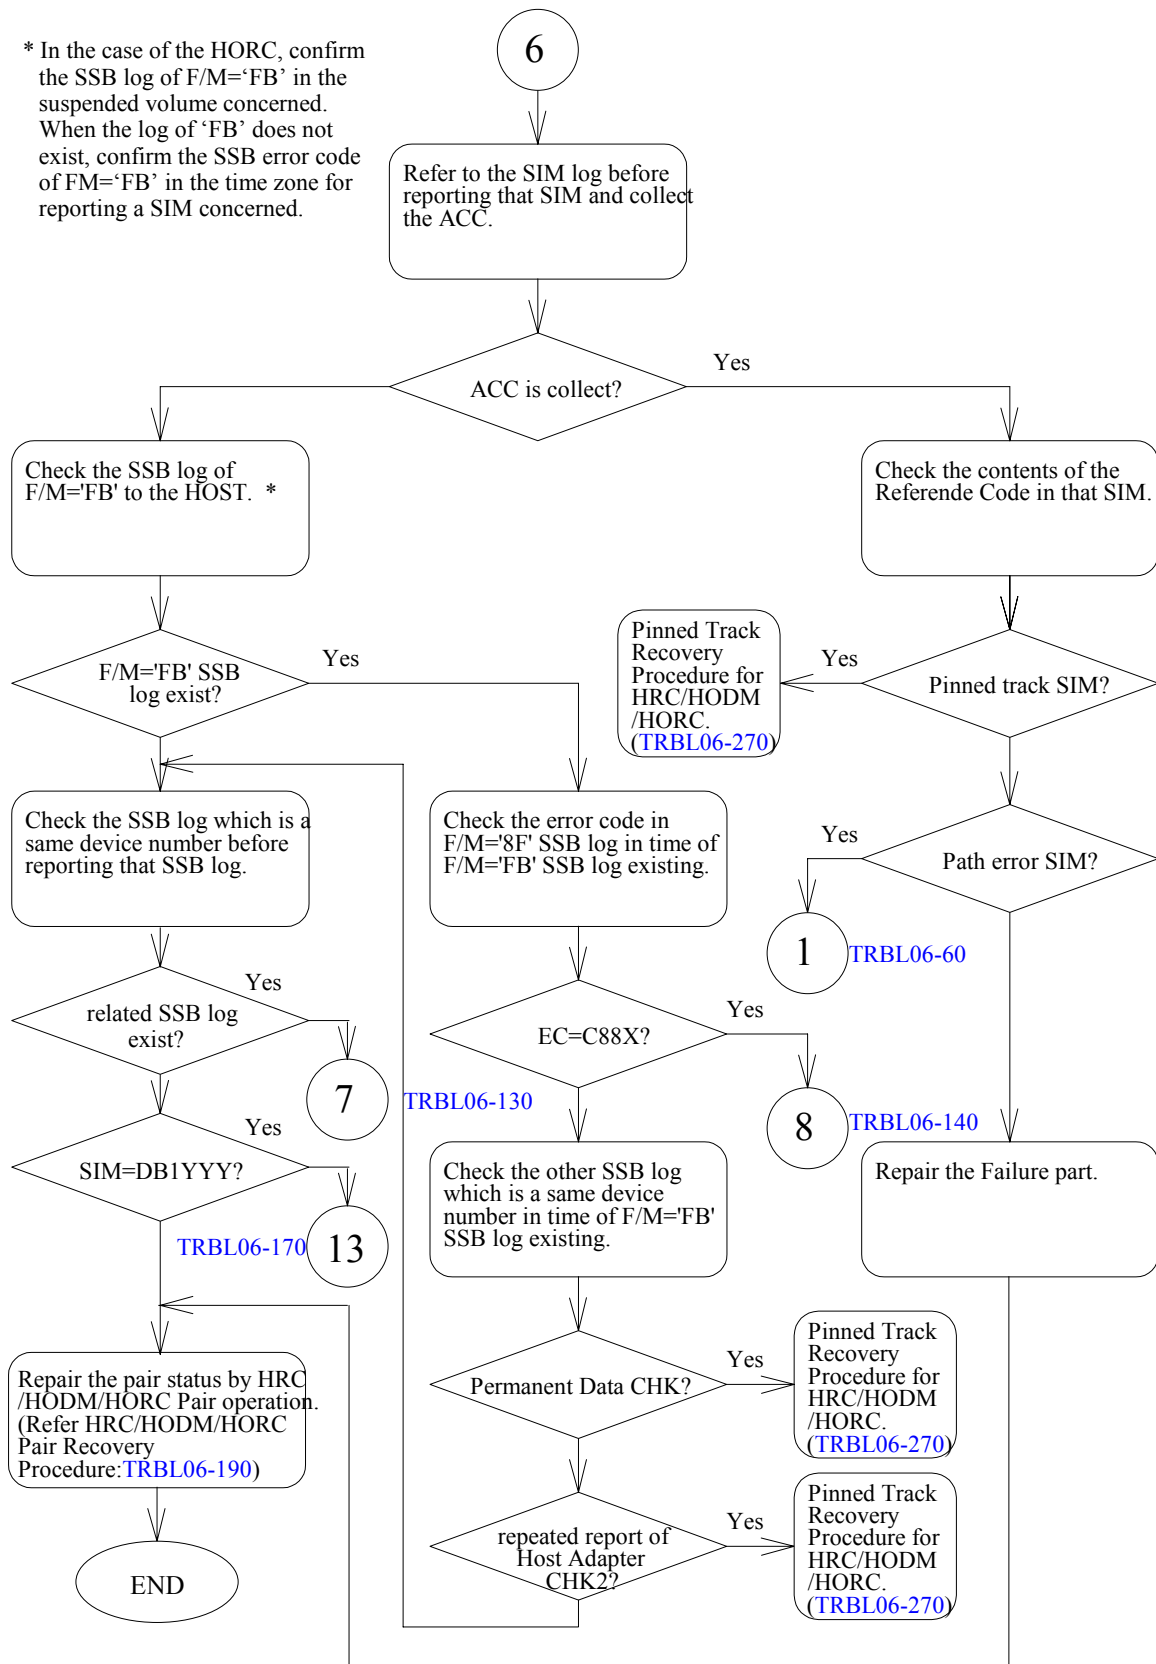 * In the case of the HORC, confirm
the SSB log of F/M=‘FB’ in the
suspended volume concerned.
When the log of ‘FB’ does not
exist, confirm the SSB error code
of FM=‘FB’ in the time zone for
reporting a SIM concerned.
6
Refer to the SIM log before
reporting that SIM and collect
the ACC.
ACC is collect?
Yes
Check the SSB log of
F/M='FB' to the HOST. *
Check the contents of the
Referende Code in that SIM.
F/M='FB' SSB
log exist?
Yes
Pinned Track
Recovery
Procedure for
HRC/HODM
/HORC.
(TRBL06-270)
Yes
Pinned track SIM?
Check the SSB log which is a
same device number before
reporting that SSB log.
Check the error code in
F/M='8F' SSB log in time of
F/M='FB' SSB log existing.
Yes
Path error SIM?
1
TRBL06-60
related SSB log
exist?
Yes
7
TRBL06-130
EC=C88X?
Yes
8
TRBL06-140
SIM=DB1YYY?
Yes
TRBL06-170
13
Check the other SSB log
which is a same device
number in time of F/M='FB'
SSB log existing.
Repair the Failure part.
Repair the pair status by HRC
/HODM/HORC Pair operation.
(Refer HRC/HODM/HORC
Pair Recovery
Procedure:TRBL06-190)
Permanent Data CHK?
Yes
Pinned Track
Recovery
Procedure for
HRC/HODM
/HORC.
(TRBL06-270)
repeated report of
Host Adapter
CHK2?
Yes
Pinned Track
Recovery
Procedure for
HRC/HODM
/HORC.
(TRBL06-270)
END